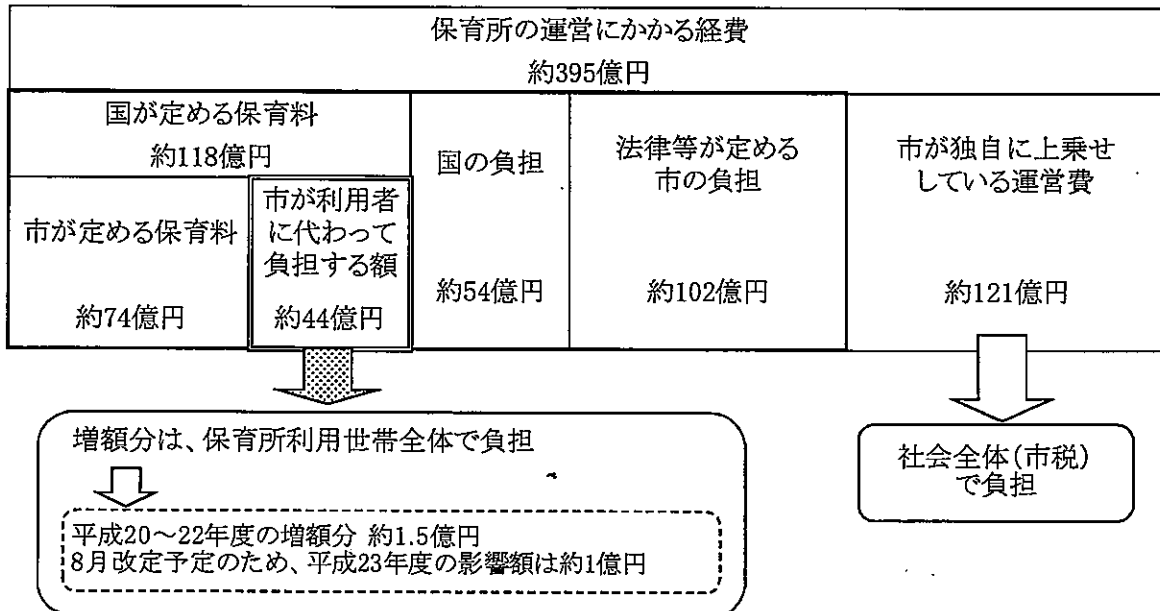 保育所の運営にかかる経費
約395億円
国が定める保育料
約118億円
市が定める保育料
約74億円
市が利用者
に代わって
負担する額
約44億円
国の負担
約54億円
法律等が定める
市の負担
約102億円
市が独自に上乗せ
している運営費
約121億円
増額分は、保育所利用世帯全体で負担
平成20～22年度の増額分 約1.5億円
8月改定予定のため、平成23年度の影響額は約1億円
社会全体(市税)
で負担